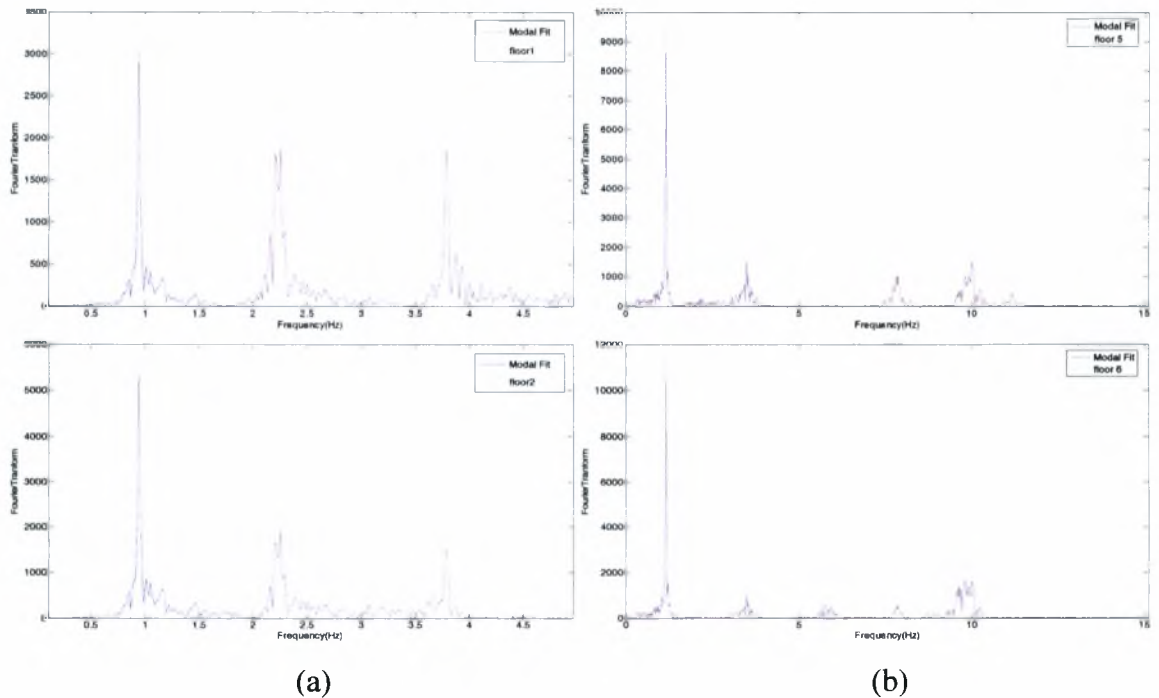 3500
3000
2500
2000
1500
1000
500
0
FourierTranform
Modal Fit
floor1
0.5 1 1.5 2 2.5 3 3.5 4 4.5
Frequency(Hz)
9000
8000
7000
6000
5000
4000
3000
2000
1000
0
FourierTranform
Modal Fit
floor 5
0 5 10 15
Frequency(Hz)
5000
4000
3000
2000
1000
0
FourierTranform
Modal Fit
floor2
0.5 1 1.5 2 2.5 3 3.5 4 4.5
Frequency(Hz)
12000
10000
8000
6000
4000
2000
0
FourierTranform
Modal Fit
floor 6
0 5 10 15
Frequency(Hz)
(a)
(b)